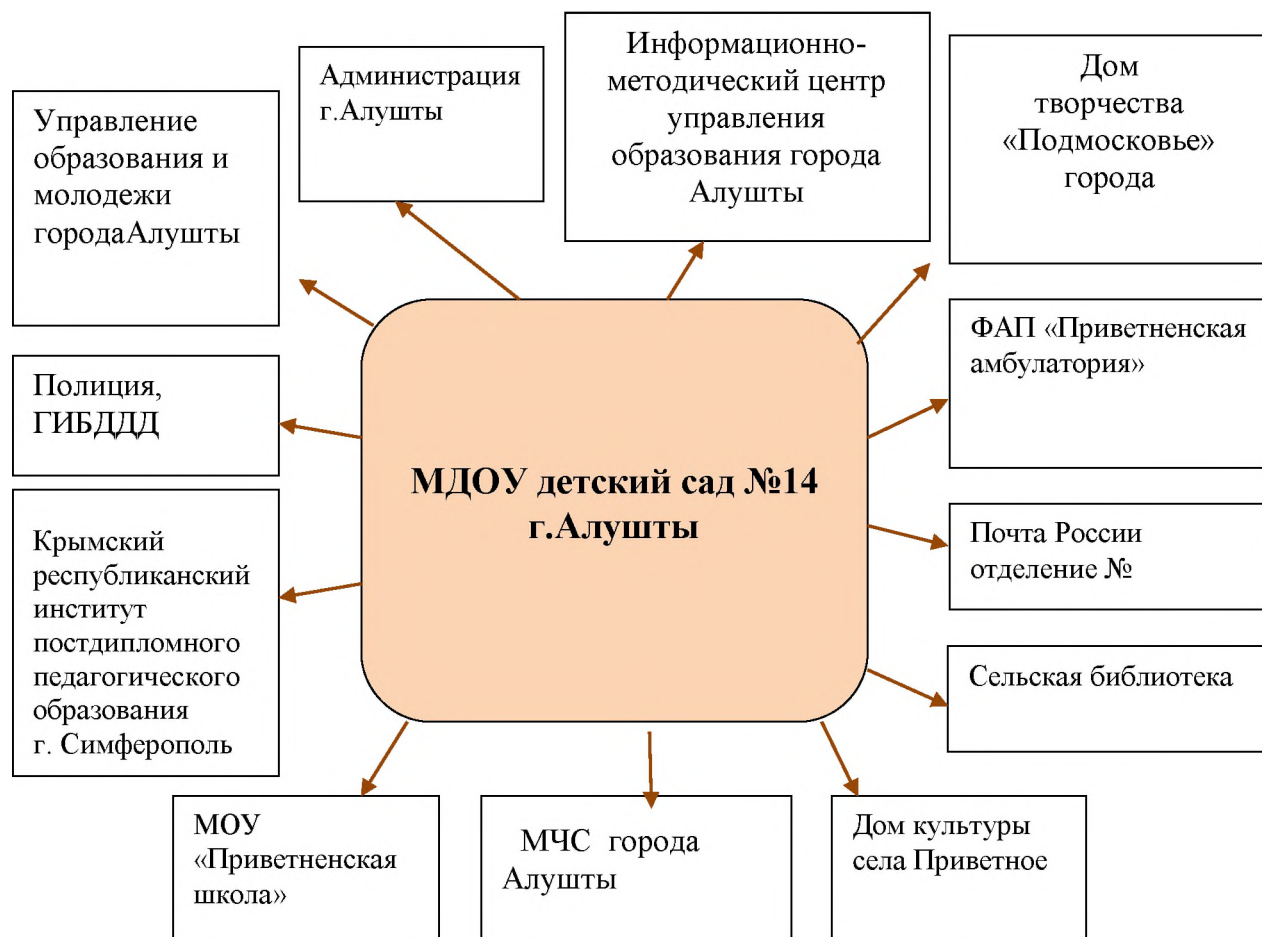 Администрация
г.Алушты
Информационно-
методический центр
управления
образования города
Алушты
Дом
творчества
«Подмосковье»
города
Управление
образования и
молодежи
городаАлушты
ФАП «Приветненская
амбулатория»
Полиция,
ГИБДДД
МДОУ детский сад №14
г.Алушты
Крымский
республиканский
институт
постдипломного
педагогического
образования
г. Симферополь
Почта России
отделение №
Сельская библиотека
МОУ
«Приветненская
школа»
МЧС города
Алушты
Дом культуры
села Приветное